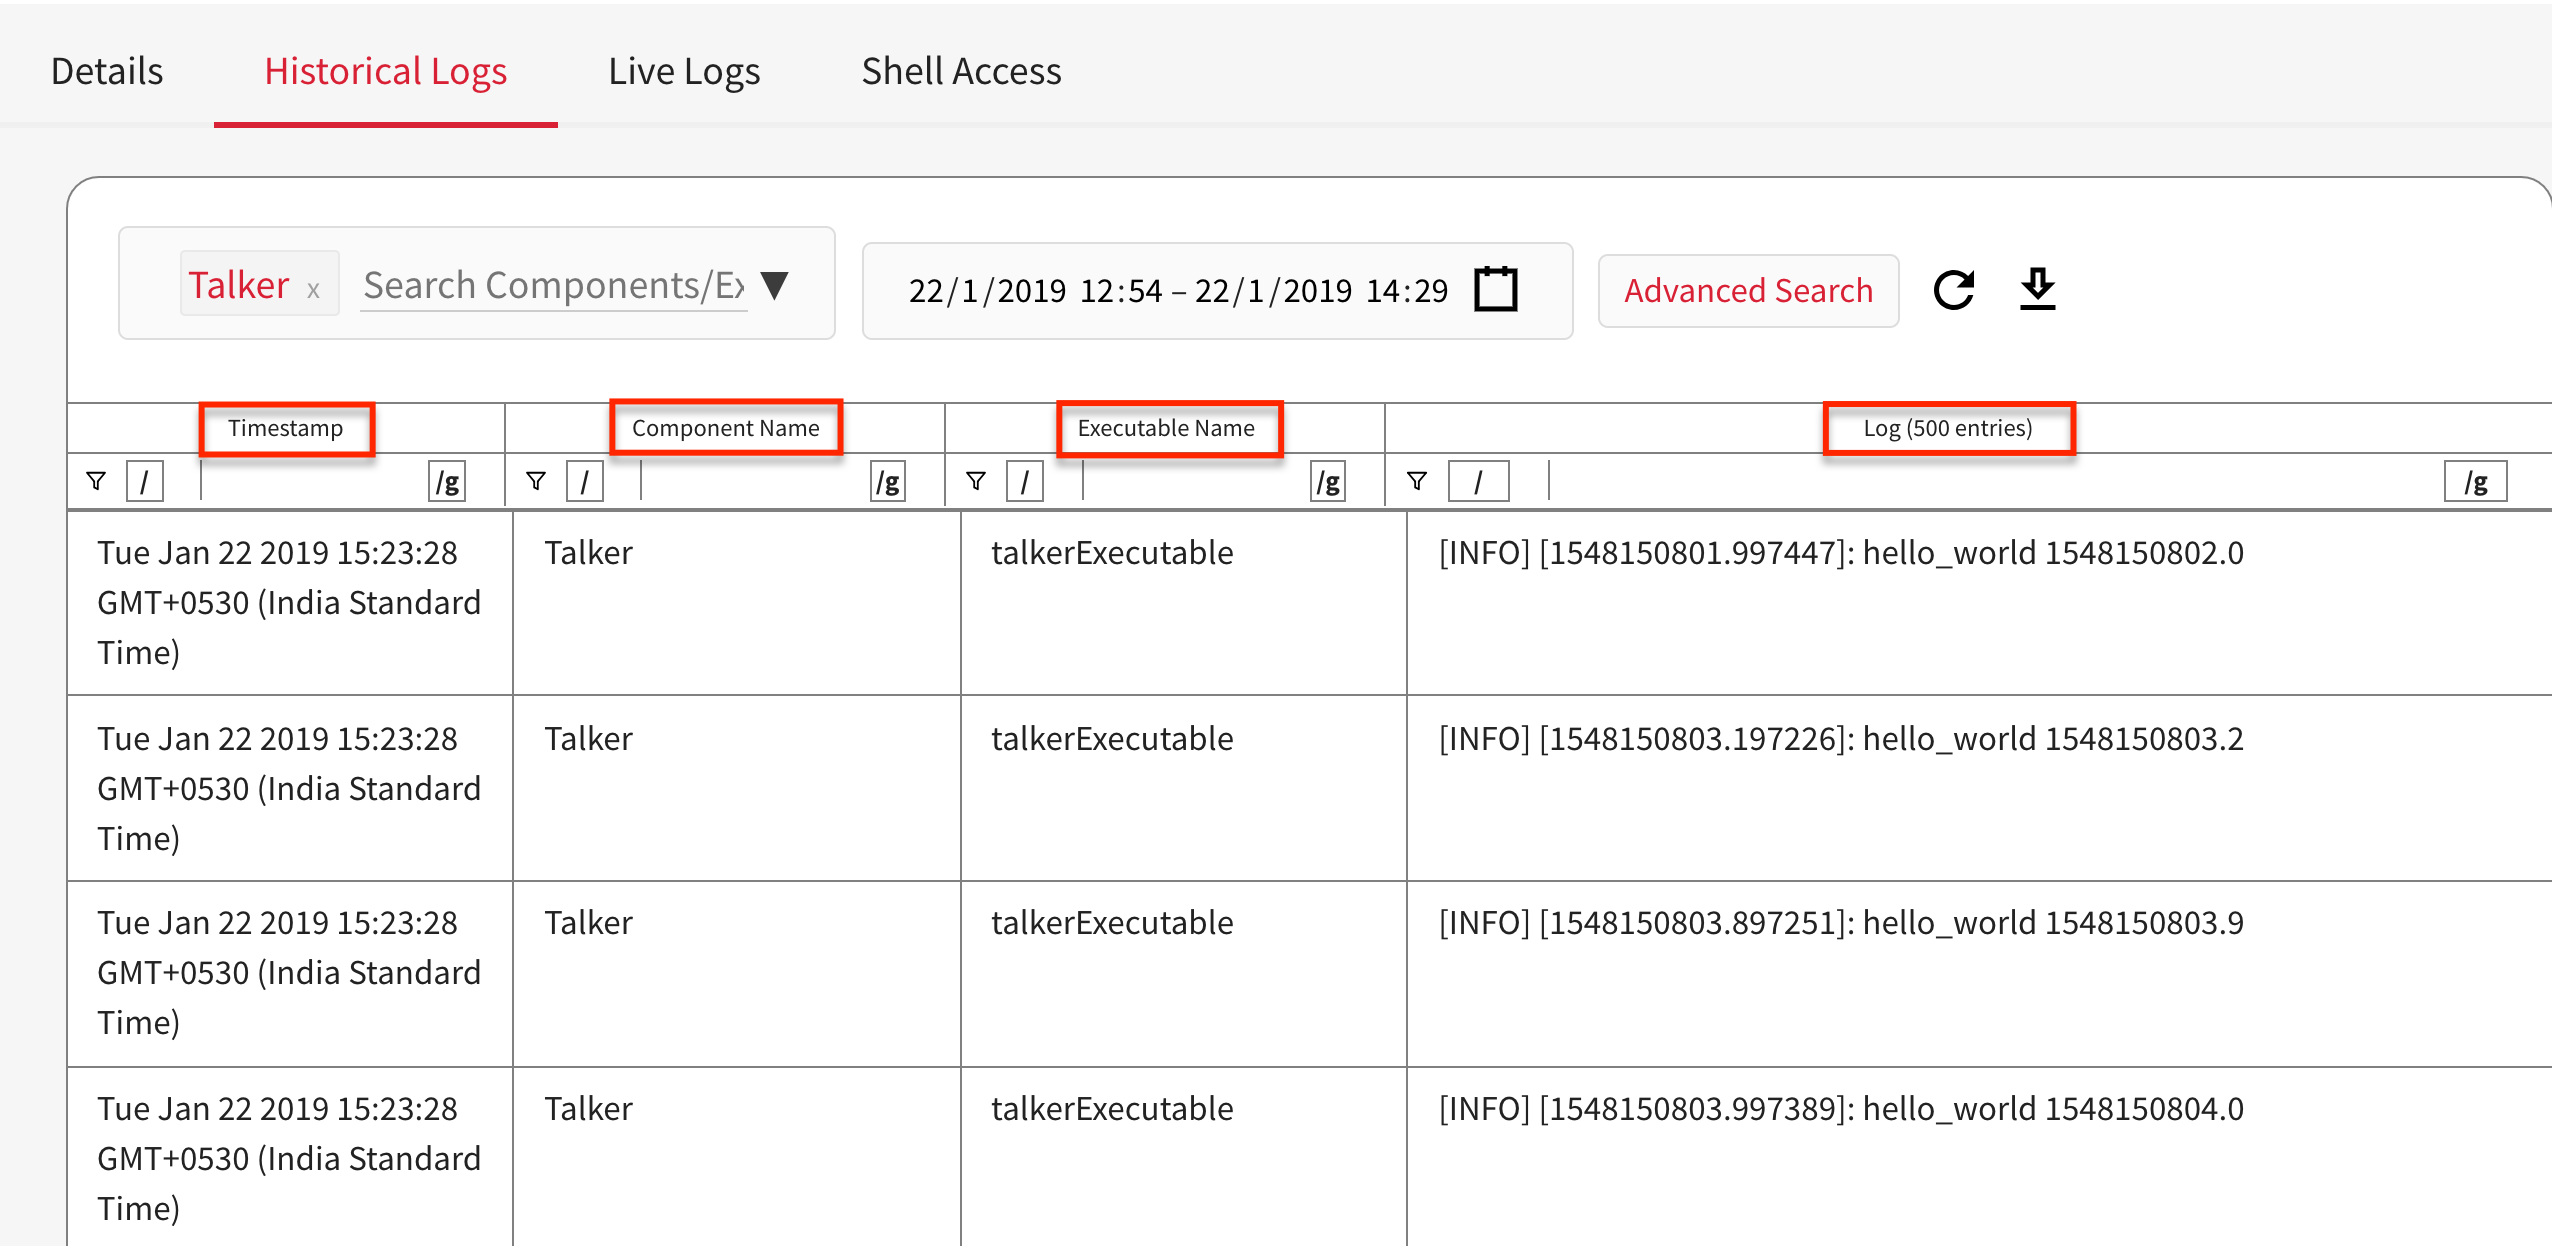 Details Historical Logs Live Logs Shell Access
Talker x Search Components/Ex 22/1/2019 12:54 – 22/1/2019 14:29 Advanced Search
Timestamp Component Name Executable Name Log (500 entries)
/ /g / /g / /g / /g
Tue Jan 22 2019 15:23:28 Talker talkerExecutable [INFO] [1548150801.997447]: hello_world 1548150802.0
GMT+0530 (India Standard
Time)
Tue Jan 22 2019 15:23:28 Talker talkerExecutable [INFO] [1548150803.197226]: hello_world 1548150803.2
GMT+0530 (India Standard
Time)
Tue Jan 22 2019 15:23:28 Talker talkerExecutable [INFO] [1548150803.897251]: hello_world 1548150803.9
GMT+0530 (India Standard
Time)
Tue Jan 22 2019 15:23:28 Talker talkerExecutable [INFO] [1548150803.997389]: hello_world 1548150804.0
GMT+0530 (India Standard
Time)